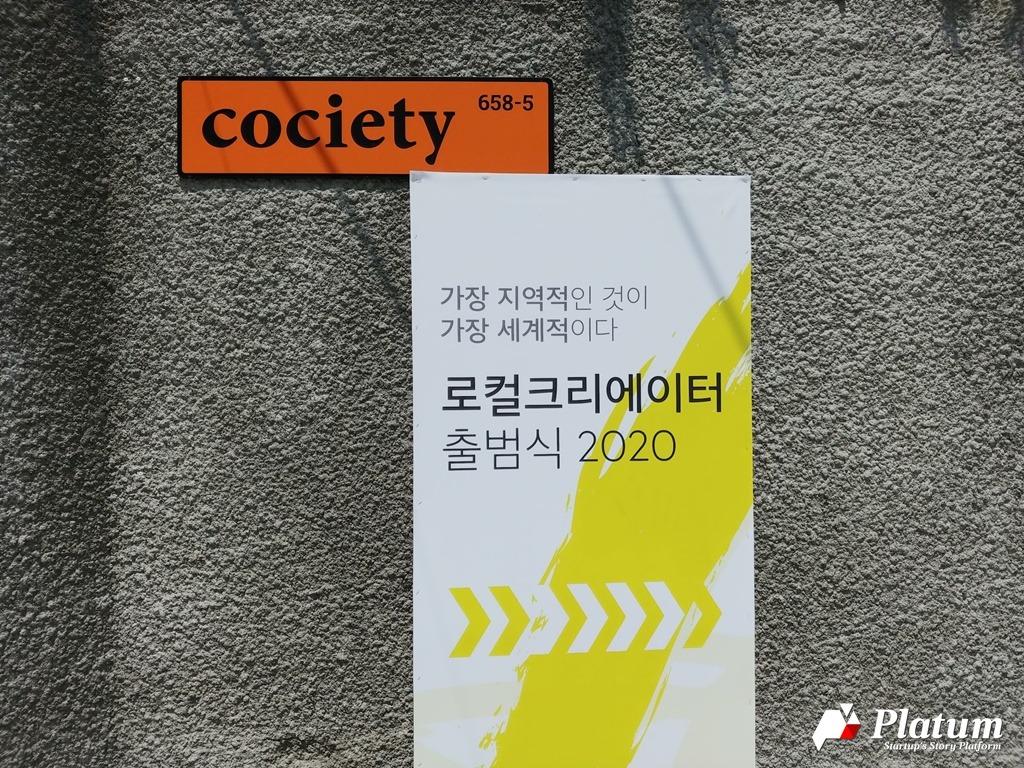 cociety 658-5
가장 지역적인 것이
가장 세계적이다
로컬크리에이터
출범식 2020
Platum
Startup's Story Platform